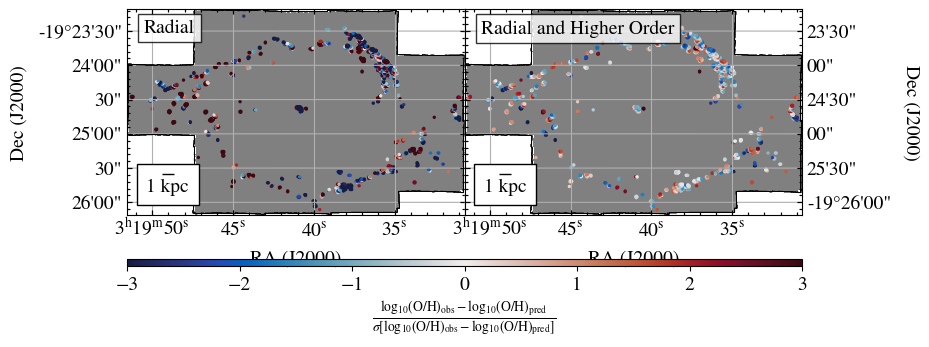 Radial
Radial and Higher Order
-19°23'30"
24'00"
30"
25'00"
30"
26'00"
Dec (J2000)
23'30"
00"
24'30"
00"
25'30"
-19°26'00"
Dec (J2000)
1 kpc
1 kpc
3ʰ19ᵐ50ˢ 45ˢ 40ˢ 35ˢ
3ʰ19ᵐ50ˢ 45ˢ 40ˢ 35ˢ
RA (J2000)
RA (J2000)
−3 −2 −1 0 1 2 3
log₁₀(O/H)obs − log₁₀(O/H)pred
σ[log₁₀(O/H)obs − log₁₀(O/H)pred]